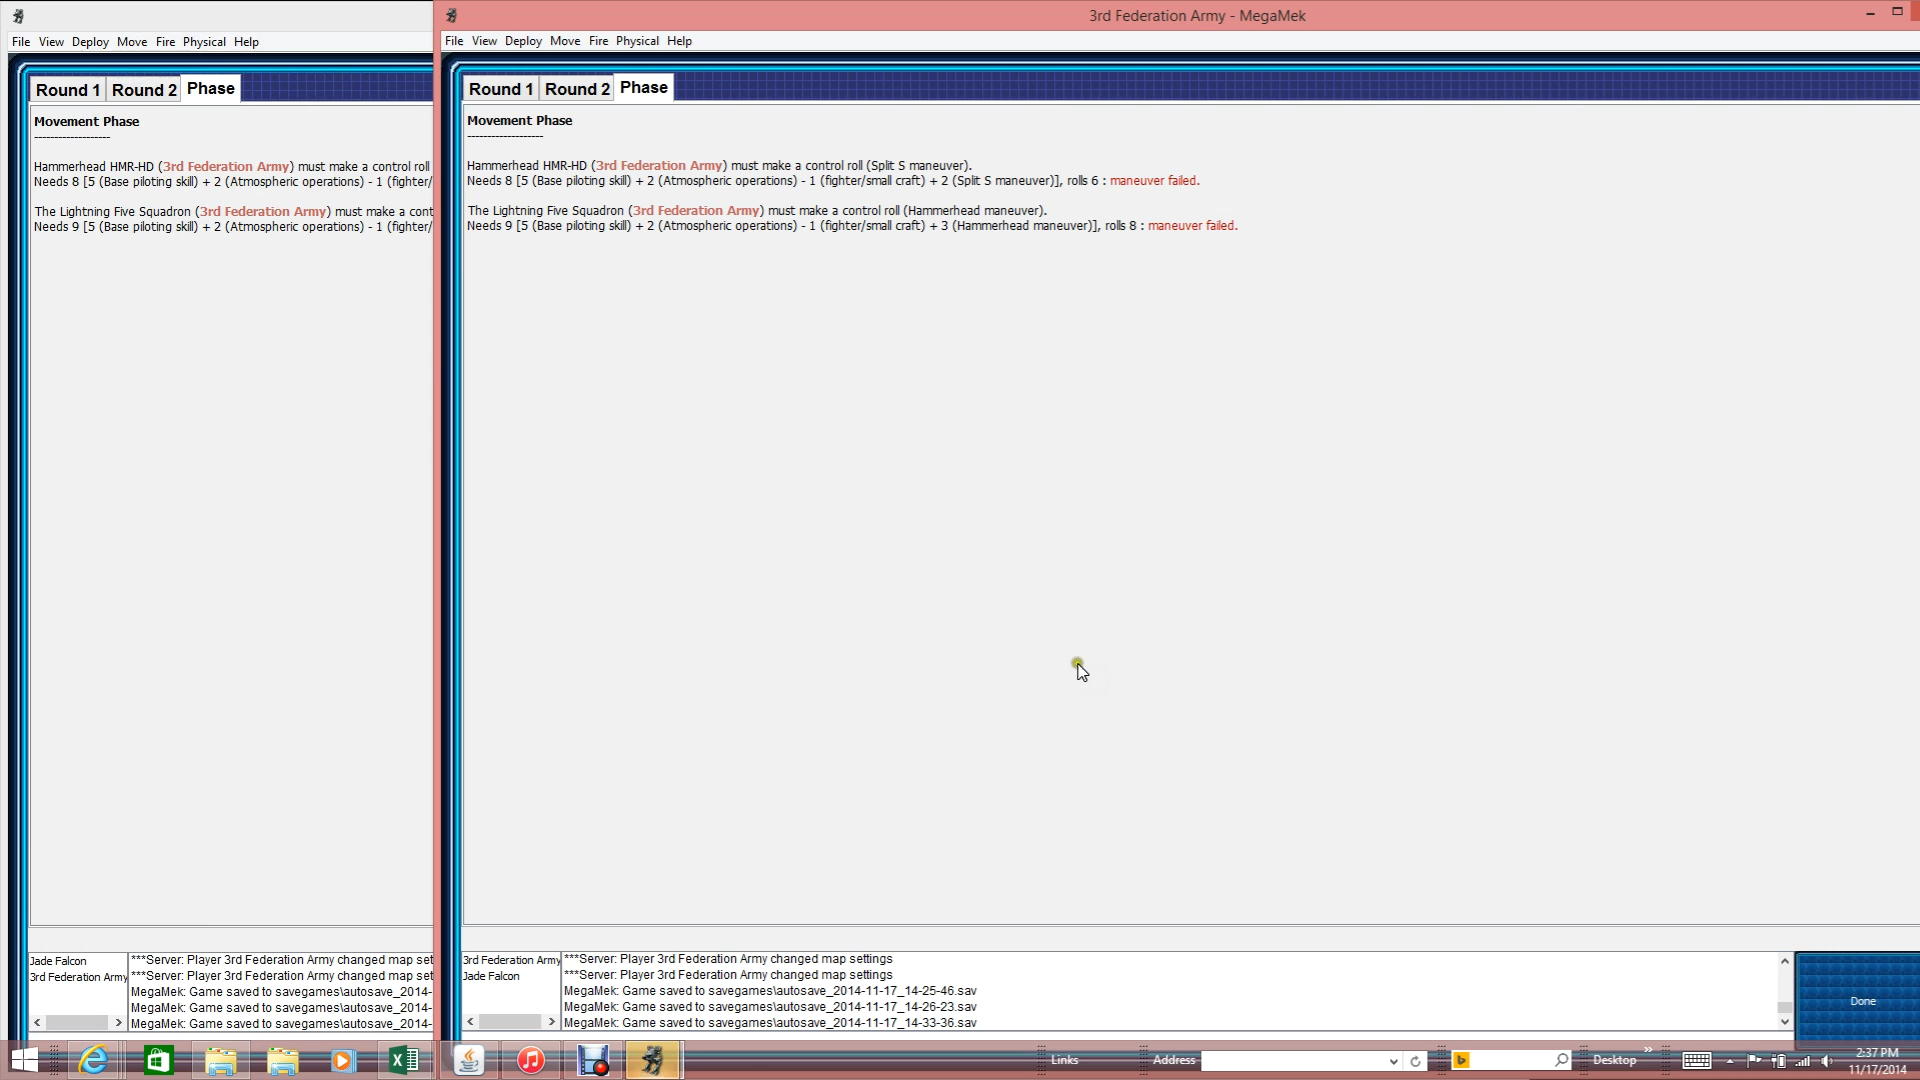 File View Deploy Move Fire Physical Help
Round 1 Round 2 Phase
Movement Phase
-------------------
Hammerhead HMR-HD (3rd Federation Army) must make a control roll
Needs 8 [5 (Base piloting skill) + 2 (Atmospheric operations) - 1 (fighter/
The Lightning Five Squadron (3rd Federation Army) must make a cont
Needs 9 [5 (Base piloting skill) + 2 (Atmospheric operations) - 1 (fighter/
Jade Falcon
3rd Federation Army
***Server: Player 3rd Federation Army changed map set
***Server: Player 3rd Federation Army changed map set
MegaMek: Game saved to savegames\autosave_2014-
MegaMek: Game saved to savegames\autosave_2014-
MegaMek: Game saved to savegames\autosave_2014-
3rd Federation Army - MegaMek
File View Deploy Move Fire Physical Help
Round 1 Round 2 Phase
Movement Phase
-------------------
Hammerhead HMR-HD (3rd Federation Army) must make a control roll (Split S maneuver).
Needs 8 [5 (Base piloting skill) + 2 (Atmospheric operations) - 1 (fighter/small craft) + 2 (Split S maneuver)], rolls 6 : maneuver failed.
The Lightning Five Squadron (3rd Federation Army) must make a control roll (Hammerhead maneuver).
Needs 9 [5 (Base piloting skill) + 2 (Atmospheric operations) - 1 (fighter/small craft) + 3 (Hammerhead maneuver)], rolls 8 : maneuver failed.
3rd Federation Army
Jade Falcon
***Server: Player 3rd Federation Army changed map settings
***Server: Player 3rd Federation Army changed map settings
MegaMek: Game saved to savegames\autosave_2014-11-17_14-25-46.sav
MegaMek: Game saved to savegames\autosave_2014-11-17_14-26-23.sav
MegaMek: Game saved to savegames\autosave_2014-11-17_14-33-36.sav
Done
Links Address Desktop
2:37 PM
11/17/2014